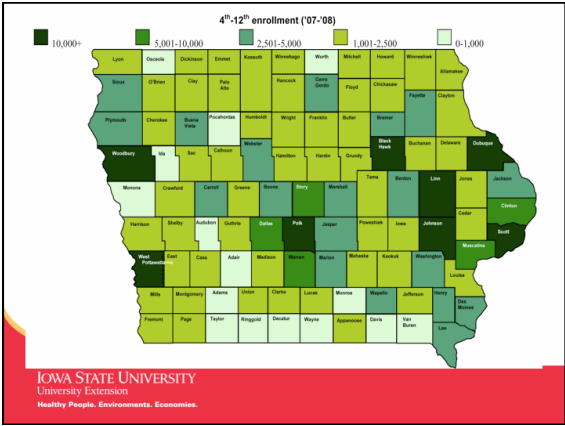 4th-12th enrollment ('07-'08)
10,000+ 5,001-10,000 2,501-5,000 1,001-2,500 0-1,000
Lyon Osceola Dickinson Emmet Kossuth Winnebago Worth Mitchell Howard Winneshiek Allamakee
Sioux O'Brien Clay Palo Alto Hancock Cerro Gordo Floyd Chickasaw
Fayette Clayton
Plymouth Cherokee Buena Vista Pocahontas Humboldt Wright Franklin Butler Bremer
Woodbury Ida Sac Calhoun Webster Hamilton Hardin Grundy Black Hawk Buchanan Delaware Dubuque
Monona Crawford Carroll Greene Boone Story Marshall Tama Benton Linn Jones Jackson
Clinton
Harrison Shelby Audubon Guthrie Dallas Polk Jasper Poweshiek Iowa Johnson Cedar Scott
Muscatine
West Pottawattamie East Cass Adair Madison Warren Marion Mahaska Keokuk Washington
Louisa
Mills Montgomery Adams Union Clarke Lucas Monroe Wapello Jefferson Henry Des Moines
Fremont Page Taylor Ringgold Decatur Wayne Appanoose Davis Van Buren Lee
IOWA STATE UNIVERSITY
University Extension
Healthy People. Environments. Economies.